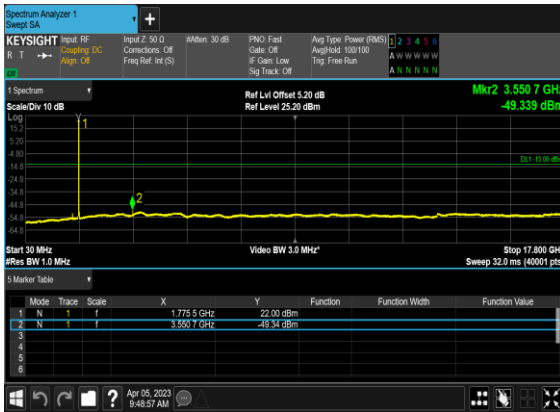 Spectrum Analyzer 1
Swept SA
+
KEYSIGHT Input: RF Input Z: 50 Ω #Atten: 30 dB PNO: Fast Avg Type: Power (RMS) 1 2 3 4 5 6
R T Coupling: DC Corrections: Off Gate: Off Avg|Hold: 100/100 A W W W W W
Align: Off Freq Ref: Int (S) IF Gain: Low Trig: Free Run
Sig Track: Off A N N N N N
1 Spectrum Ref Lvl Offset 5.20 dB Mkr2 3.550 7 GHz
Scale/Div 10 dB Ref Level 25.20 dBm -49.339 dBm
Log
15.2
5.20
-4.80
DL1 -13.00 dBm
-14.8
-24.8
-34.8
-44.8
-54.8
-64.8
1
2
Start 30 MHz Video BW 3.0 MHz* Stop 17.800 GHz
#Res BW 1.0 MHz Sweep 32.0 ms (40001 pts)
5 Marker Table
Mode Trace Scale X Y Function Function Width Function Value
1 N 1 f 1.775 5 GHz 22.00 dBm
2 N 1 f 3.550 7 GHz -49.34 dBm
3
4
5
6
? Apr 05, 2023
9:48:57 AM